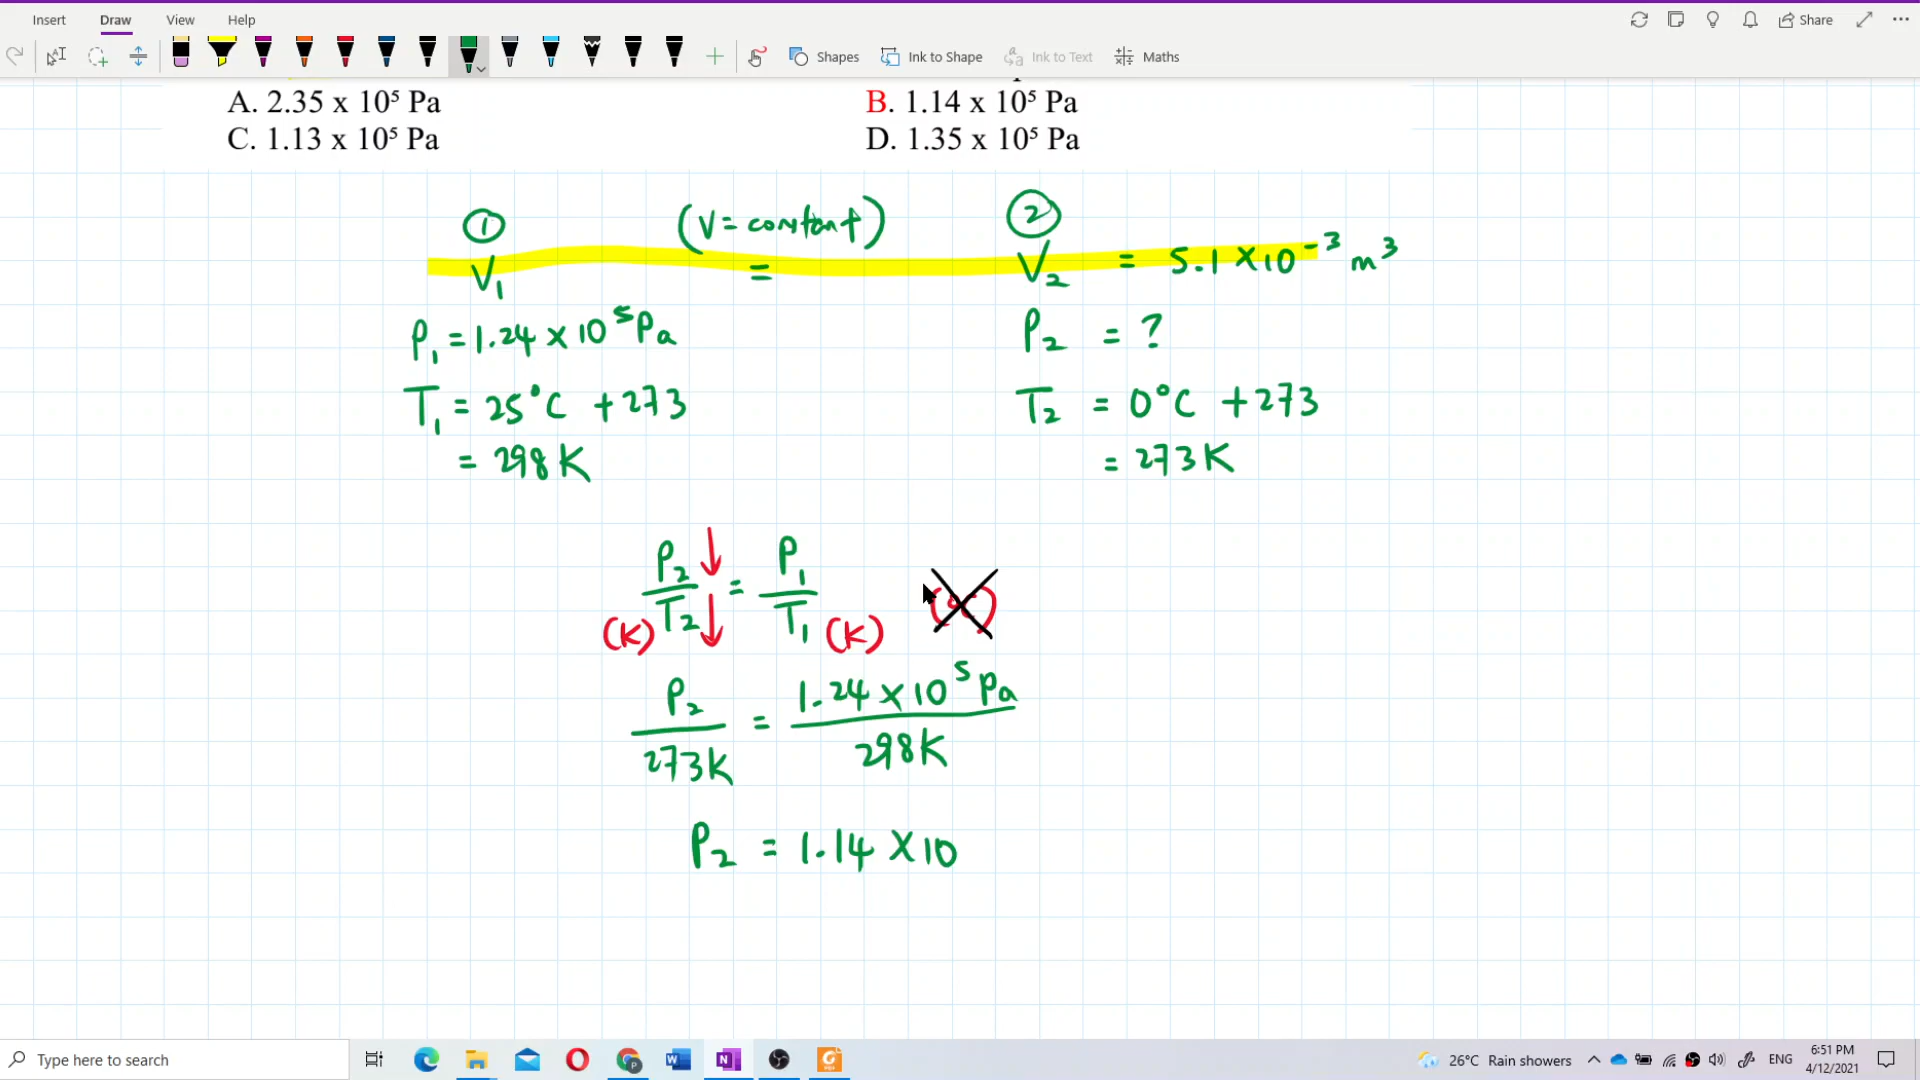 Insert Draw View Help
Share
Shapes Ink to Shape Ink to Text Maths
A. 2.35 x 10⁵ Pa B. 1.14 x 10⁵ Pa
C. 1.13 x 10⁵ Pa D. 1.35 x 10⁵ Pa
① (V = constant) ②
V₁ = V₂ = 5.1 × 10⁻³ m³
P₁ = 1.24 × 10⁵ Pa P₂ = ?
T₁ = 25°C + 273 T₂ = 0°C + 273
= 298 K = 273 K
P₂ ↓ = P₁
(K) T₂ ↓ T₁ (K)
P₂ = 1.24 × 10⁵ Pa
273 K 298 K
P₂ = 1.14 × 10
Type here to search
26°C Rain showers ENG 6:51 PM
4/12/2021